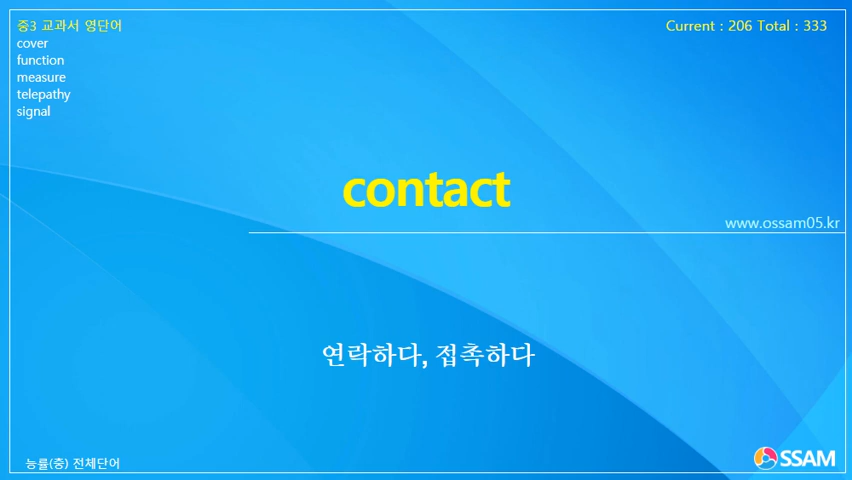 중3 교과서 영단어
Current : 206 Total : 333
cover
function
measure
telepathy
signal
contact
www.ossam05.kr
연락하다, 접촉하다
능률(중) 전체단어
OSSAM